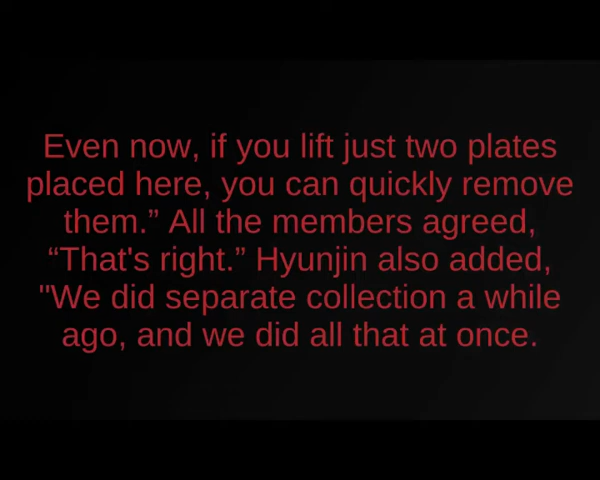 Even now, if you lift just two plates
placed here, you can quickly remove
them.” All the members agreed,
“That's right.” Hyunjin also added,
"We did separate collection a while
ago, and we did all that at once.